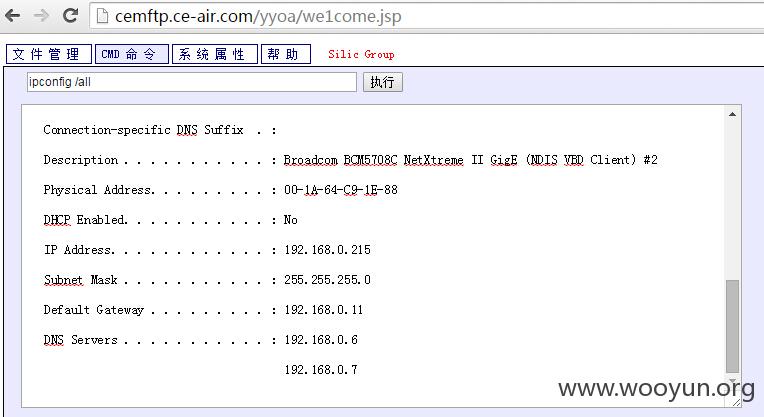 cemftp.ce-air.com/yyoa/we1come.jsp
文件管理 CMD命令 系统属性 帮助 Silic Group
ipconfig /all 执行
Connection-specific DNS Suffix . :
Description . . . . . . . . . . . : Broadcom BCM5708C NetXtreme II GigE (NDIS VBD Client) #2
Physical Address. . . . . . . . . : 00-1A-64-C9-1E-88
DHCP Enabled. . . . . . . . . . . : No
IP Address. . . . . . . . . . . . : 192.168.0.215
Subnet Mask . . . . . . . . . . . : 255.255.255.0
Default Gateway . . . . . . . . . : 192.168.0.11
DNS Servers . . . . . . . . . . . : 192.168.0.6
192.168.0.7
www.wooyun.org